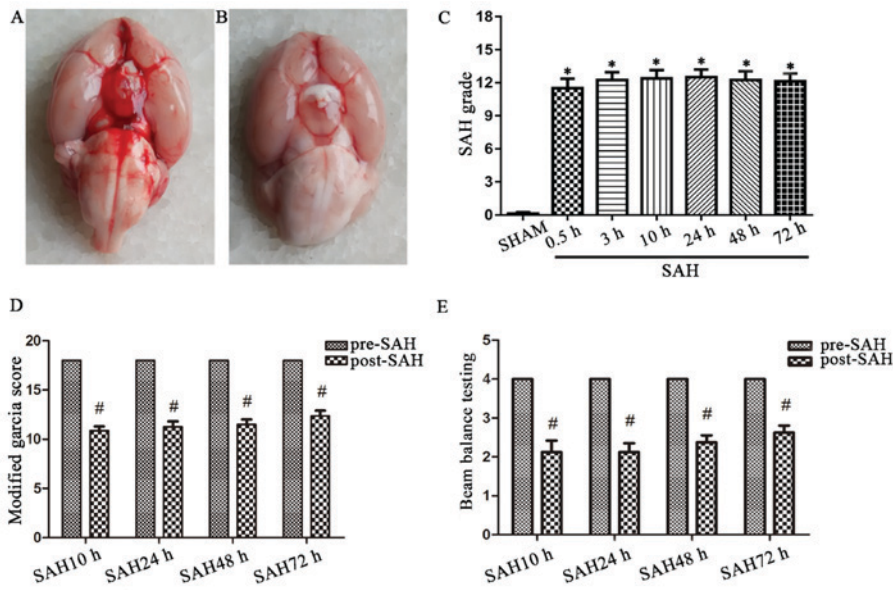 A
B
C
18
15
12
9
6
3
0
SAH grade
*
*
*
*
*
*
SHAM
0.5 h
3 h
10 h
24 h
48 h
72 h
SAH
D
20
15
10
5
0
Modified garcia score
pre-SAH
post-SAH
#
#
#
#
SAH10 h
SAH24 h
SAH48 h
SAH72 h
E
5
4
3
2
1
0
Beam balance testing
pre-SAH
post-SAH
#
#
#
#
SAH10 h
SAH24 h
SAH48 h
SAH72 h